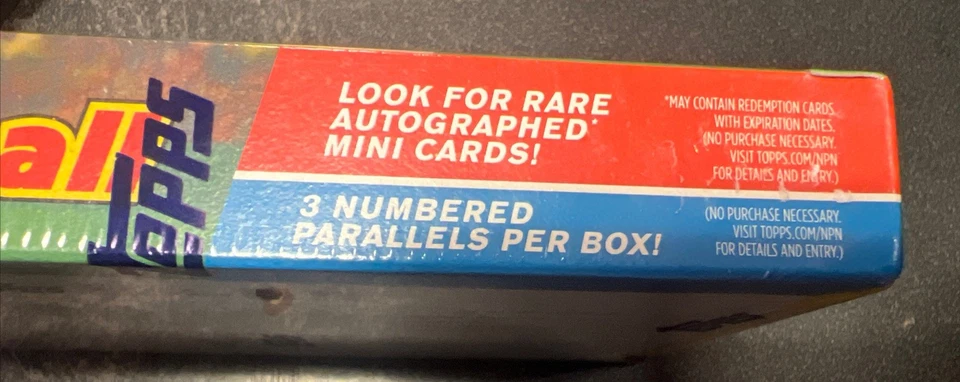 all
Topps
LOOK FOR RARE
AUTOGRAPHED*
MINI CARDS!
*MAY CONTAIN REDEMPTION CARDS
WITH EXPIRATION DATES.
(NO PURCHASE NECESSARY.
VISIT TOPPS.COM/NPN
FOR DETAILS AND ENTRY.)
3 NUMBERED
PARALLELS PER BOX!
(NO PURCHASE NECESSARY.
VISIT TOPPS.COM/NPN
FOR DETAILS AND ENTRY.)